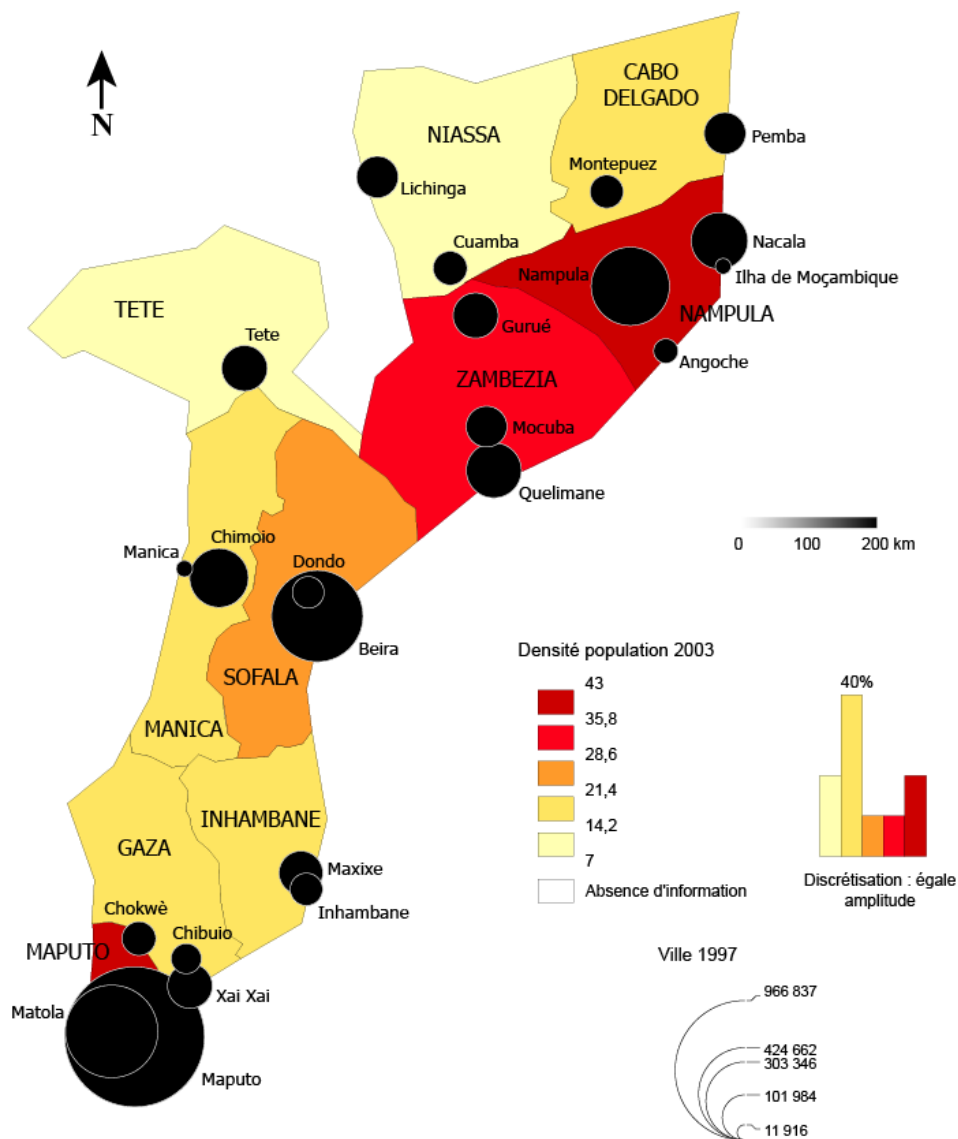 N
CABO
DELGADO
NIASSA
Pemba
Montepuez
Lichinga
Cuamba
Nacala
Nampula
Ilha de Moçambique
TETE
NAMPULA
Gurué
Tete
Angoche
ZAMBEZIA
Mocuba
Quelimane
Chimoio
Manica
Dondo
0 100 200 km
Beira
SOFALA
MANICA
Densité population 2003
43
35,8
28,6
21,4
14,2
7
Absence d'information
40%
Discrétisation : égale
amplitude
INHAMBANE
GAZA
Maxixe
Inhambane
Chokwè
Chibuio
MAPUTO
Xai Xai
Matola
Maputo
Ville 1997
966 837
424 662
303 346
101 984
11 916